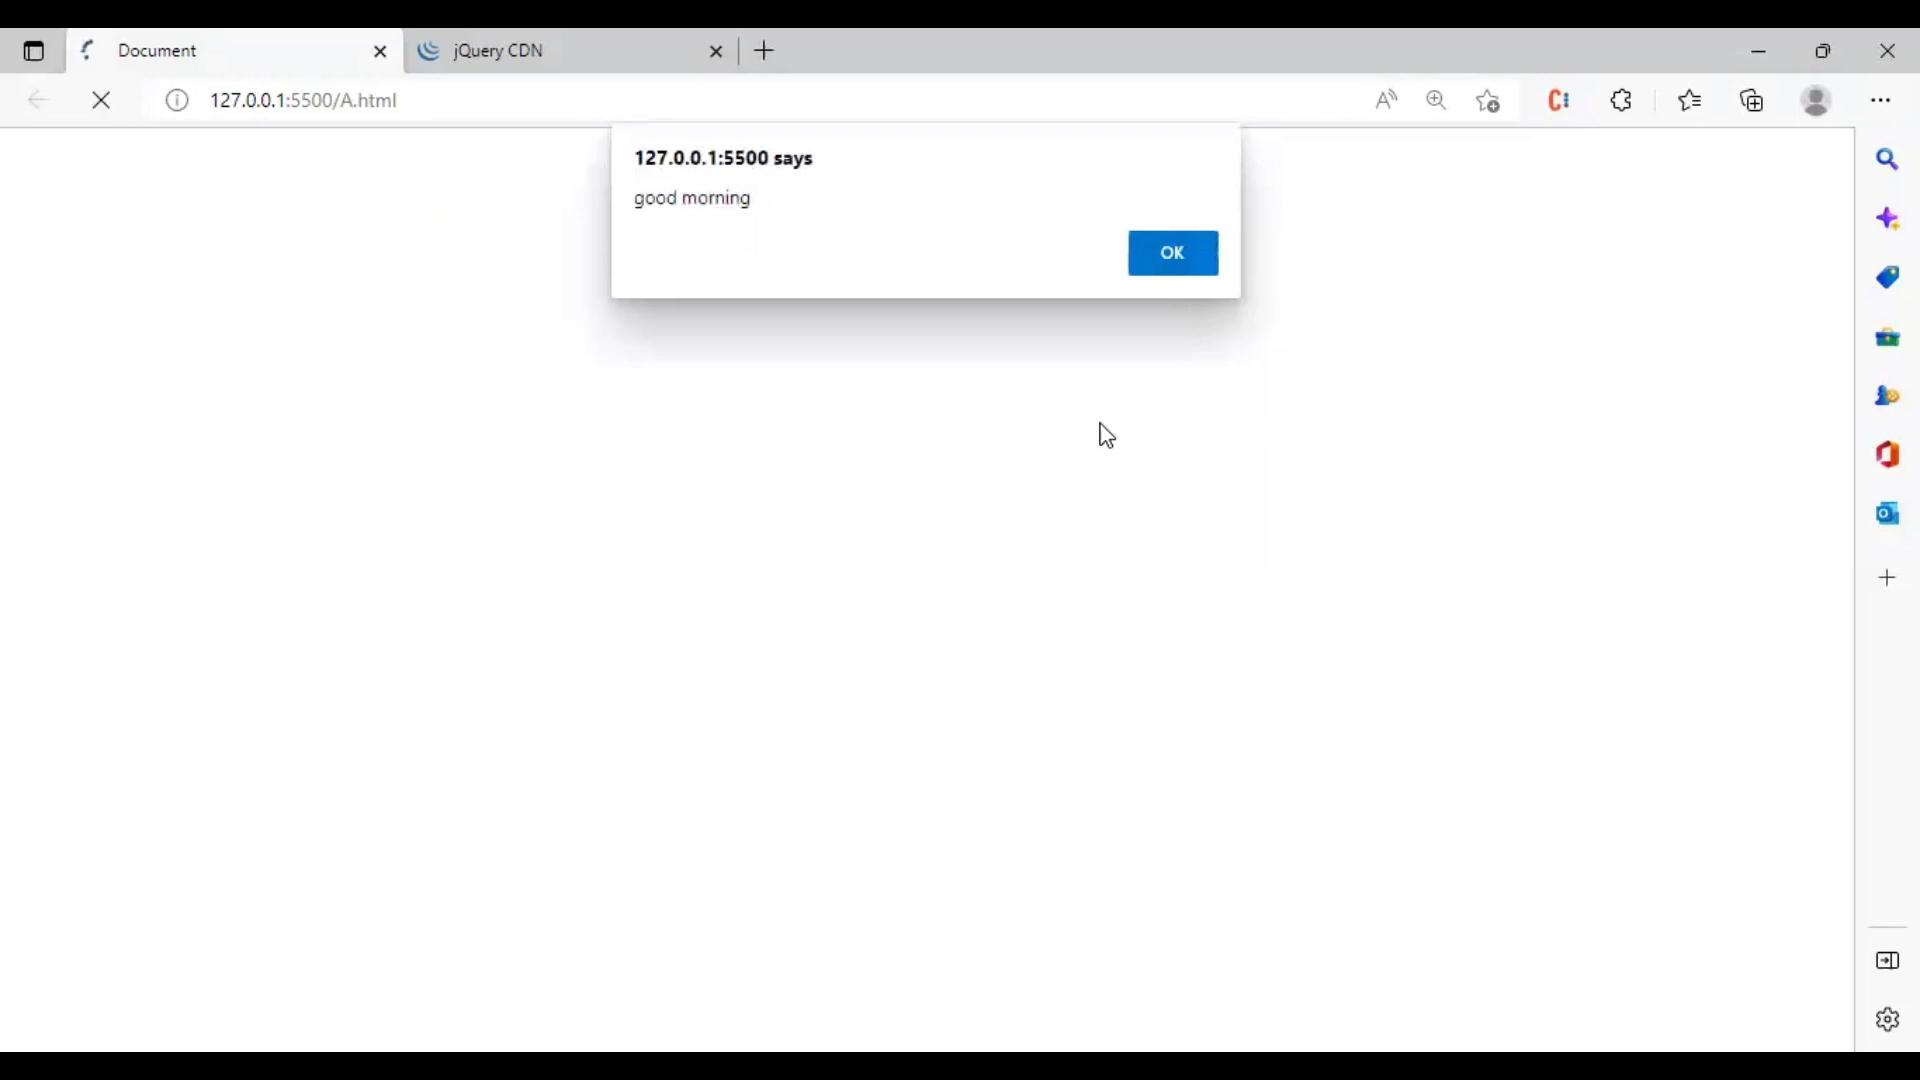 Document
jQuery CDN
127.0.0.1:5500/A.html
127.0.0.1:5500 says
good morning
OK